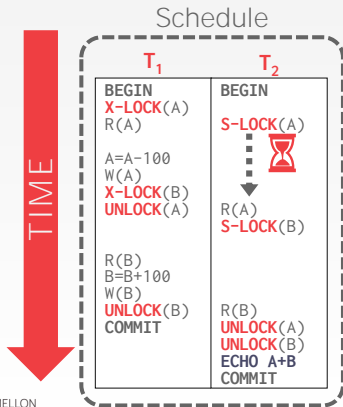 Schedule
TIME
T1
BEGIN
X-LOCK(A)
R(A)
A=A-100
W(A)
X-LOCK(B)
UNLOCK(A)
R(B)
B=B+100
W(B)
UNLOCK(B)
COMMIT
T2
BEGIN
S-LOCK(A)
R(A)
S-LOCK(B)
R(B)
UNLOCK(A)
UNLOCK(B)
ECHO A+B
COMMIT